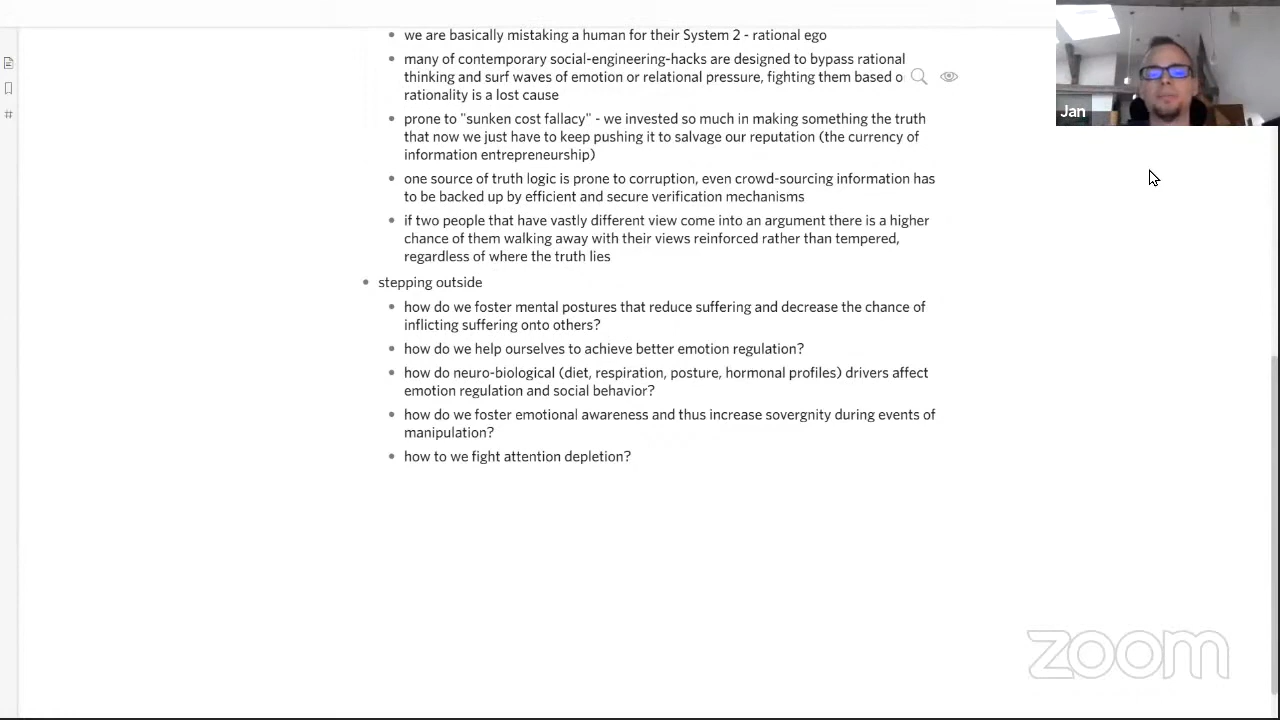 we are basically mistaking a human for their System 2 - rational ego
many of contemporary social-engineering-hacks are designed to bypass rational
thinking and surf waves of emotion or relational pressure, fighting them based o
rationality is a lost cause
prone to "sunken cost fallacy" - we invested so much in making something the truth
that now we just have to keep pushing it to salvage our reputation (the currency of
information entrepreneurship)
one source of truth logic is prone to corruption, even crowd-sourcing information has
to be backed up by efficient and secure verification mechanisms
if two people that have vastly different view come into an argument there is a higher
chance of them walking away with their views reinforced rather than tempered,
regardless of where the truth lies
stepping outside
how do we foster mental postures that reduce suffering and decrease the chance of
inflicting suffering onto others?
how do we help ourselves to achieve better emotion regulation?
how do neuro-biological (diet, respiration, posture, hormonal profiles) drivers affect
emotion regulation and social behavior?
how do we foster emotional awareness and thus increase sovergnity during events of
manipulation?
how to we fight attention depletion?
Jan
zoom